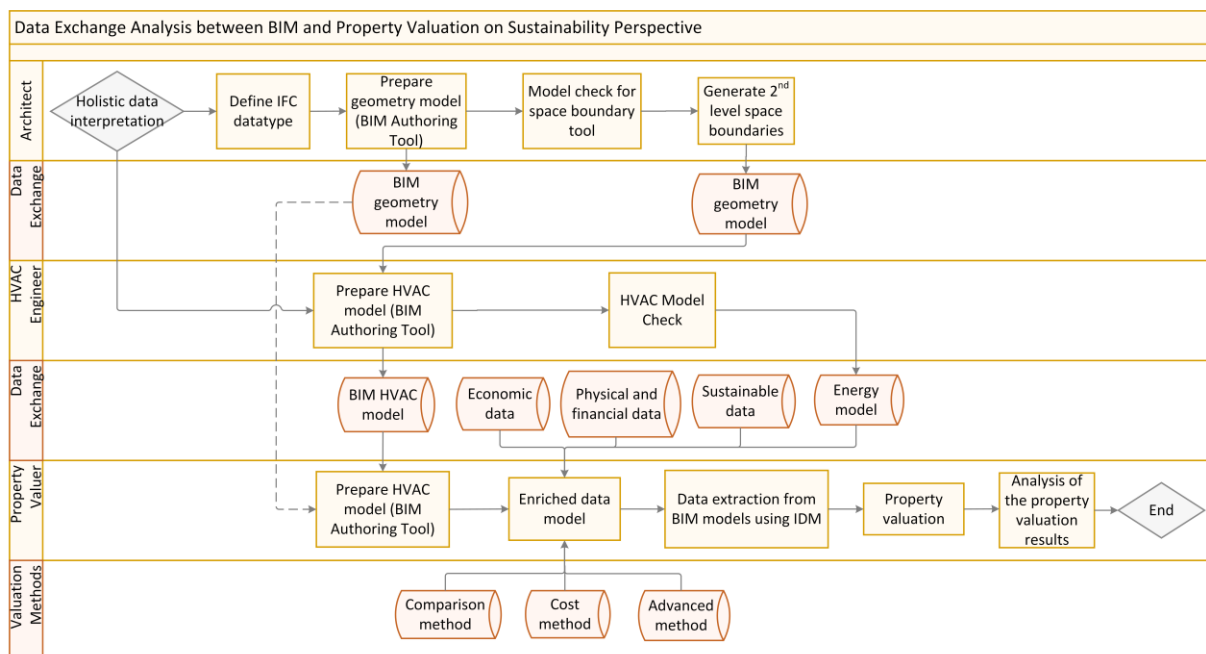 Data Exchange Analysis between BIM and Property Valuation on Sustainability Perspective
Architect
Holistic data
interpretation
Define IFC
datatype
Prepare
geometry model
(BIM Authoring
Tool)
Model check for
space boundary
tool
Generate 2nd
level space
boundaries
Data
Exchange
BIM
geometry
model
BIM
geometry
model
HVAC
Engineer
Prepare HVAC
model (BIM
Authoring Tool)
HVAC Model
Check
Data
Exchange
BIM HVAC
model
Economic
data
Physical and
financial data
Sustainable
data
Energy
model
Property
Valuer
Prepare HVAC
model (BIM
Authoring Tool)
Enriched data
model
Data extraction from
BIM models using IDM
Property
valuation
Analysis of
the property
valuation
results
End
Valuation
Methods
Comparison
method
Cost
method
Advanced
method